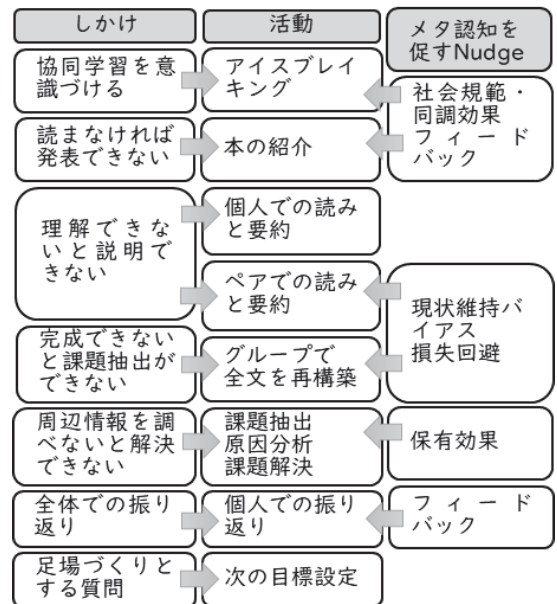 しかけ
活動
メタ認知を
促すNudge
協同学習を意
識づける
アイスブレイ
キング
社会規範・
同調効果
フィード
バック
読まなければ
発表できない
本の紹介
理解できな
いと説明で
きない
個人での読み
と要約
ペアでの読み
と要約
現状維持バ
イアス
損失回避
完成できない
と課題抽出が
できない
グループで
全文を再構築
周辺情報を調
べないと解決
できない
課題抽出
原因分析
課題解決
保有効果
全体での振り
返り
個人での振り
返り
フィード
バック
足場づくりと
する質問
次の目標設定